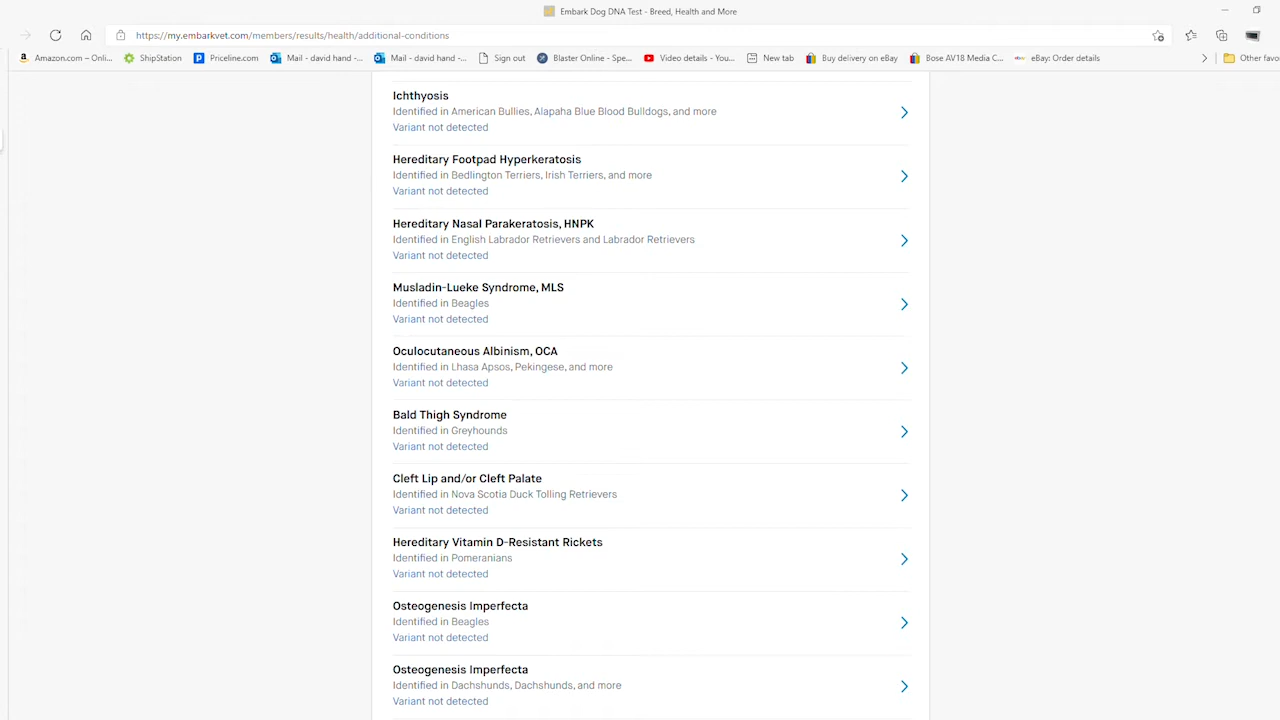 Embark Dog DNA Test - Breed, Health and More
https://my.embarkvet.com/members/results/health/additional-conditions
Amazon.com – Onli...
ShipStation
Priceline.com
Mail - david hand -...
Mail - david hand -...
Sign out
Blaster Online - Spe...
Video details - You...
New tab
Buy delivery on eBay
Bose AV18 Media C...
eBay: Order details
Other favo
Ichthyosis
Identified in American Bullies, Alapaha Blue Blood Bulldogs, and more
Variant not detected
Hereditary Footpad Hyperkeratosis
Identified in Bedlington Terriers, Irish Terriers, and more
Variant not detected
Hereditary Nasal Parakeratosis, HNPK
Identified in English Labrador Retrievers and Labrador Retrievers
Variant not detected
Musladin-Lueke Syndrome, MLS
Identified in Beagles
Variant not detected
Oculocutaneous Albinism, OCA
Identified in Lhasa Apsos, Pekingese, and more
Variant not detected
Bald Thigh Syndrome
Identified in Greyhounds
Variant not detected
Cleft Lip and/or Cleft Palate
Identified in Nova Scotia Duck Tolling Retrievers
Variant not detected
Hereditary Vitamin D-Resistant Rickets
Identified in Pomeranians
Variant not detected
Osteogenesis Imperfecta
Identified in Beagles
Variant not detected
Osteogenesis Imperfecta
Identified in Dachshunds, Dachshunds, and more
Variant not detected